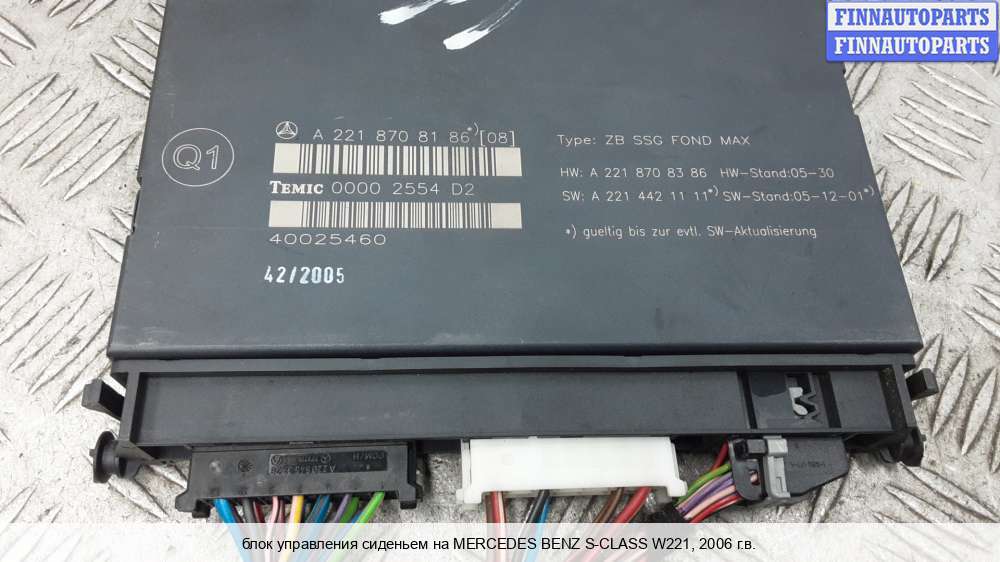 FINNAUTOPARTS
FINNAUTOPARTS
Q1
A 221 870 81 86*)[08]
TEMIC 0000 2554 D2
40025460
42/2005
Type: ZB SSG FOND MAX
HW: A 221 870 83 86 HW-Stand:05-30
SW: A 221 442 11 11*) SW-Stand:05-12-01*)
*) gueltig bis zur evtl. SW-Aktualisierung
блок управления сиденьем на MERCEDES BENZ S-CLASS W221, 2006 г.в.